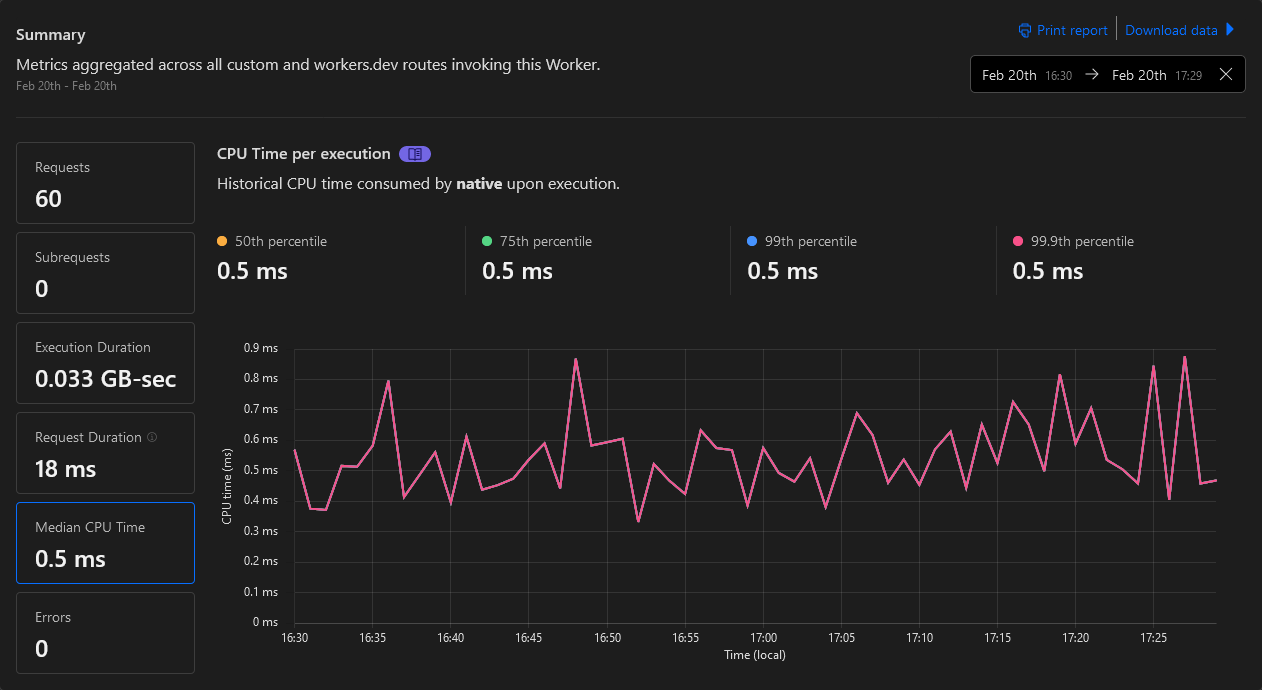 Summary
Print report
Download data
Metrics aggregated across all custom and workers.dev routes invoking this Worker.
Feb 20th - Feb 20th
Feb 20th 16:30 → Feb 20th 17:29
Requests
60
Subrequests
0
Execution Duration
0.033 GB-sec
Request Duration
18 ms
Median CPU Time
0.5 ms
Errors
0
CPU Time per execution
Historical CPU time consumed by native upon execution.
50th percentile
0.5 ms
75th percentile
0.5 ms
99th percentile
0.5 ms
99.9th percentile
0.5 ms
CPU time (ms)
0.9 ms
0.8 ms
0.7 ms
0.6 ms
0.5 ms
0.4 ms
0.3 ms
0.2 ms
0.1 ms
0 ms
16:30 16:35 16:40 16:45 16:50 16:55 17:00 17:05 17:10 17:15 17:20 17:25
Time (local)